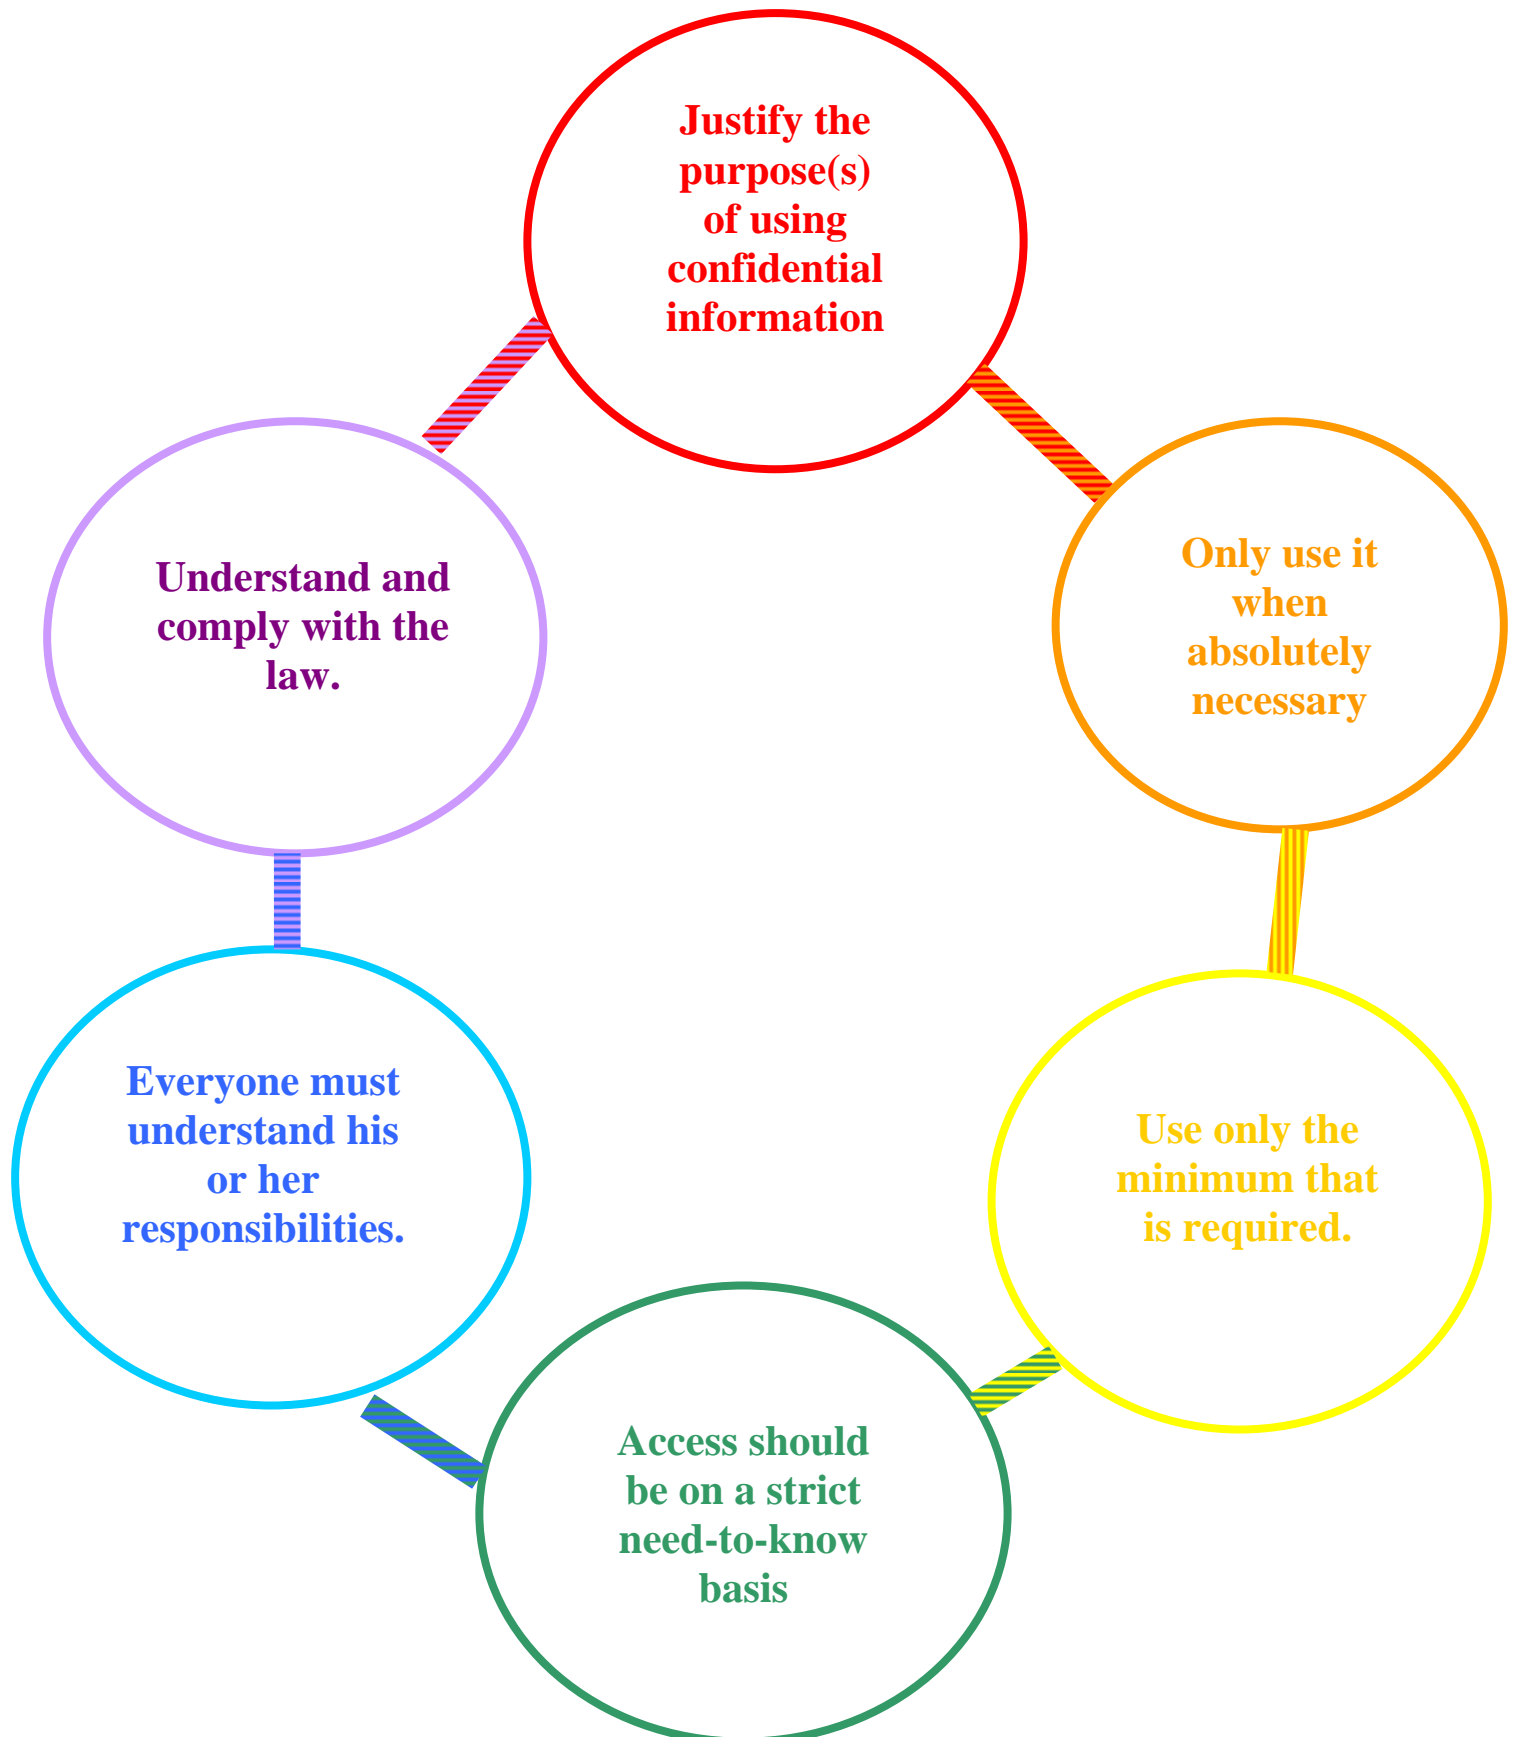 Justify the
purpose(s)
of using
confidential
information
Only use it
when
absolutely
necessary
Use only the
minimum that
is required.
Access should
be on a strict
need-to-know
basis
Everyone must
understand his
or her
responsibilities.
Understand and
comply with the
law.